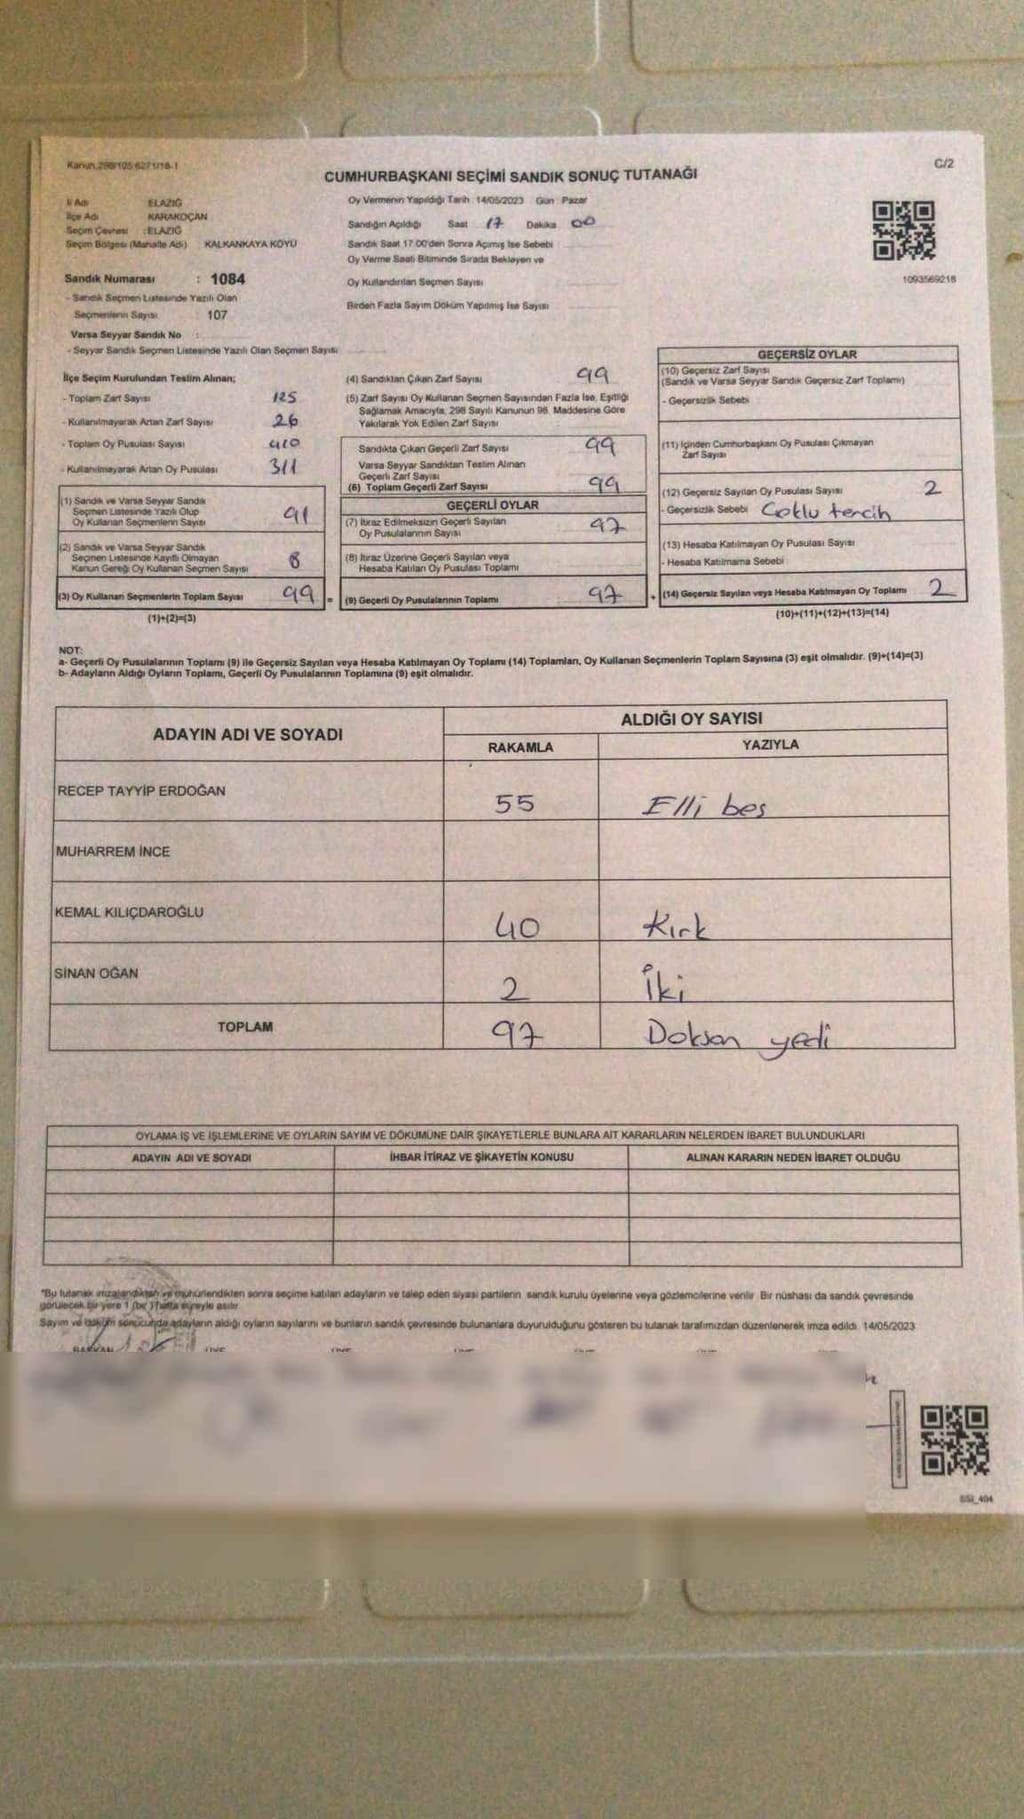 Kanun.298/105 6271/18-1
C/2
CUMHURBAŞKANI SEÇİMİ SANDIK SONUÇ TUTANAĞI
İl Adı ELAZIĞ
İlçe Adı KARAKOÇAN
Seçim Çevresi :ELAZIĞ
Seçim Bölgesi (Mahalle Adı) KALKANKAYA KÖYÜ
Sandık Numarası : 1084
- Sandık Seçmen Listesinde Yazılı Olan
Seçmenlerin Sayısı 107
Varsa Seyyar Sandık No :
- Seyyar Sandık Seçmen Listesinde Yazılı Olan Seçmen Sayısı
Oy Vermenin Yapıldığı Tarih 14/05/2023 Gün Pazar
Sandığın Açıldığı Saat 17 Dakika 00
Sandık Saat 17.00'den Sonra Açılmış İse Sebebi
Oy Verme Saati Bitiminde Sırada Bekleyen ve
Oy Kullandırılan Seçmen Sayısı
Birden Fazla Sayım Döküm Yapılmış İse Sayısı
1093569218
İlçe Seçim Kurulundan Teslim Alınan;
- Toplam Zarf Sayısı 125
- Kullanılmayarak Artan Zarf Sayısı 26
- Toplam Oy Pusulası Sayısı 410
- Kullanılmayarak Artan Oy Pusulası 311
(1) Sandık ve Varsa Seyyar Sandık
Seçmen Listesinde Yazılı Olup
Oy Kullanan Seçmenlerin Sayısı 91
(2) Sandık ve Varsa Seyyar Sandık
Seçmen Listesinde Kayıtlı Olmayan
Kanun Gereği Oy Kullanan Seçmen Sayısı 8
(3) Oy Kullanan Seçmenlerin Toplam Sayısı 99 =
(1)+(2)=(3)
(4) Sandıktan Çıkan Zarf Sayısı 99
(5) Zarf Sayısı Oy Kullanan Seçmen Sayısından Fazla İse, Eşitliği
Sağlamak Amacıyla, 298 Sayılı Kanunun 98. Maddesine Göre
Yakılarak Yok Edilen Zarf Sayısı
Sandıkta Çıkan Geçerli Zarf Sayısı 99
Varsa Seyyar Sandıktan Teslim Alınan
Geçerli Zarf Sayısı
(6) Toplam Geçerli Zarf Sayısı 99
GEÇERLİ OYLAR
(7) İtiraz Edilmeksizin Geçerli Sayılan
Oy Pusulalarının Sayısı 97
(8) İtiraz Üzerine Geçerli Sayılan veya
Hesaba Katılan Oy Pusulası Toplamı
(9) Geçerli Oy Pusulalarının Toplamı 97 +
GEÇERSİZ OYLAR
(10) Geçersiz Zarf Sayısı
(Sandık ve Varsa Seyyar Sandık Geçersiz Zarf Toplamı)
- Geçersizlik Sebebi
(11) İçinden Cumhurbaşkanı Oy Pusulası Çıkmayan
Zarf Sayısı
(12) Geçersiz Sayılan Oy Pusulası Sayısı 2
- Geçersizlik Sebebi Çoklu tercih
(13) Hesaba Katılmayan Oy Pusulası Sayısı
- Hesaba Katılmama Sebebi
(14) Geçersiz Sayılan veya Hesaba Katılmayan Oy Toplamı 2
(10)+(11)+(12)+(13)=(14)
NOT:
a- Geçerli Oy Pusulalarının Toplamı (9) ile Geçersiz Sayılan veya Hesaba Katılmayan Oy Toplamı (14) Toplamları, Oy Kullanan Seçmenlerin Toplam Sayısına (3) eşit olmalıdır. (9)+(14)=(3)
b- Adayların Aldığı Oyların Toplamı, Geçerli Oy Pusulalarının Toplamına (9) eşit olmalıdır.
ADAYIN ADI VE SOYADI
ALDIĞI OY SAYISI
RAKAMLA YAZIYLA
RECEP TAYYİP ERDOĞAN 55 Elli beş
MUHARREM İNCE
KEMAL KILIÇDAROĞLU 40 Kırk
SİNAN OĞAN 2 İki
TOPLAM 97 Doksan yedi
OYLAMA İŞ VE İŞLEMLERİNE VE OYLARIN SAYIM VE DÖKÜMÜNE DAİR ŞİKAYETLERLE BUNLARA AİT KARARLARIN NELERDEN İBARET BULUNDUKLARI
ADAYIN ADI VE SOYADI İHBAR İTİRAZ VE ŞİKAYETİN KONUSU ALINAN KARARIN NEDEN İBARET OLDUĞU
"Bu tutanak imzalandıktan ve mühürlendikten sonra seçime katılan adayların ve talep eden siyasi partilerin sandık kurulu üyelerine veya gözlemcilerine verilir. Bir nüshası da sandık çevresinde
görülecek bir yere 1 (bir) hafta süreyle asılır.
Sayım ve döküm sonucunda adayların aldığı oyların sayılarını ve bunların sandık çevresinde bulunanlara duyurulduğunu gösteren bu tutanak tarafımızdan düzenlenerek imza edildi. 14/05/2023
BAŞKAN
SSI_404